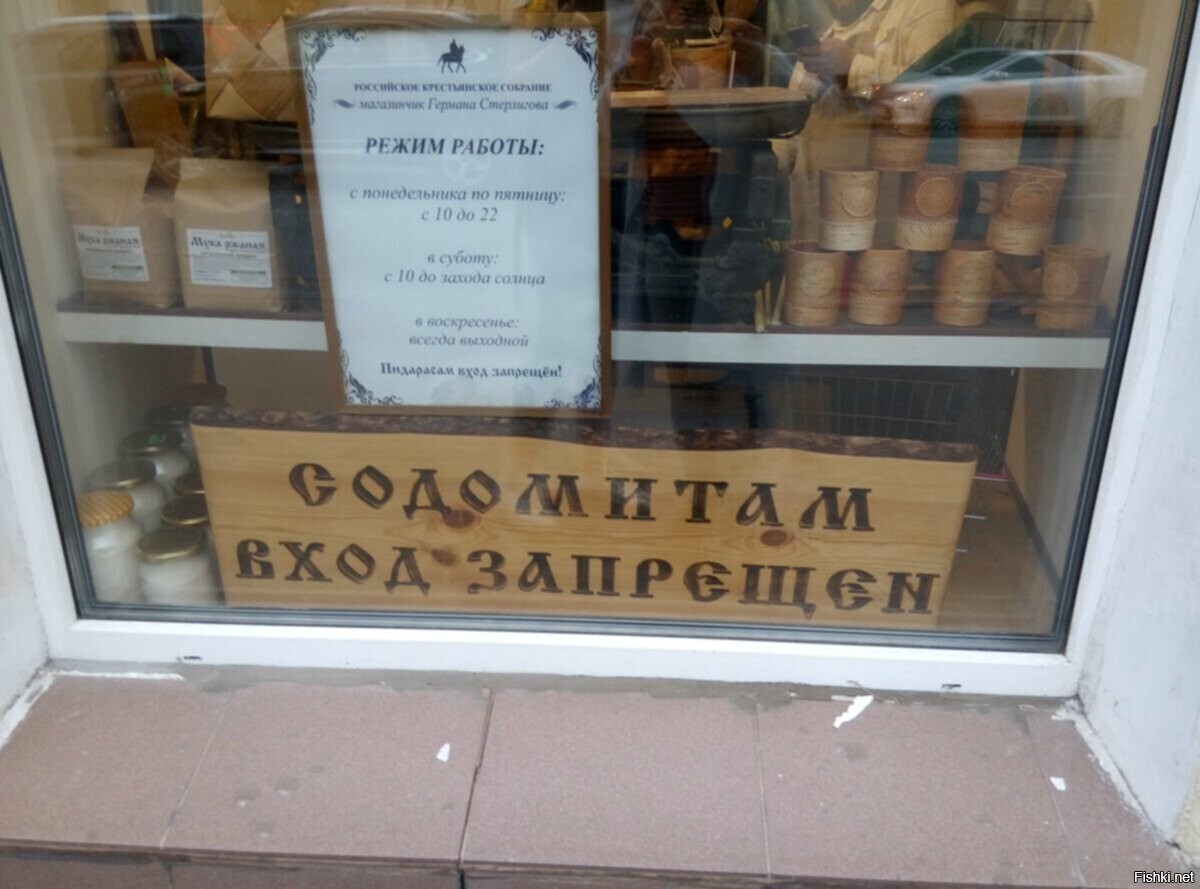 РОССИЙСКОЕ КРЕСТЬЯНСКОЕ СОБРАНИЕ
магазинчик Германа Стерлигова
РЕЖИМ РАБОТЫ:
с понедельника по пятницу:
с 10 до 22
в субботу:
с 10 до захода солнца
в воскресенье:
всегда выходной
Пидарасам вход запрещён!
Мука ржаная
Мука ржаная
СОДОМИТАМ
ВХОД ЗАПРЕЩЕН
Fishki.net